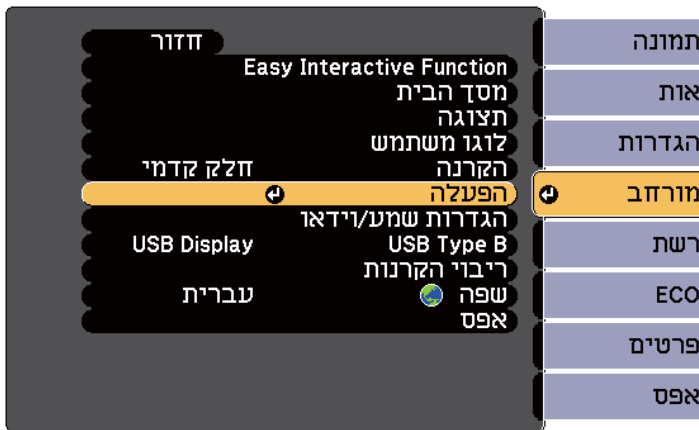 תמונה
אות
הגדרות
מורחב
רשת
ECO
פרטים
אפס
חזור
Easy Interactive Function
מסך הבית
תצוגה
לוגו משתמש
הקרנה חלק קדמי
הפעלה
הגדרות שמע/וידאו
USB Type B USB Display
ריבוי הקרנות
שפה עברית
אפס